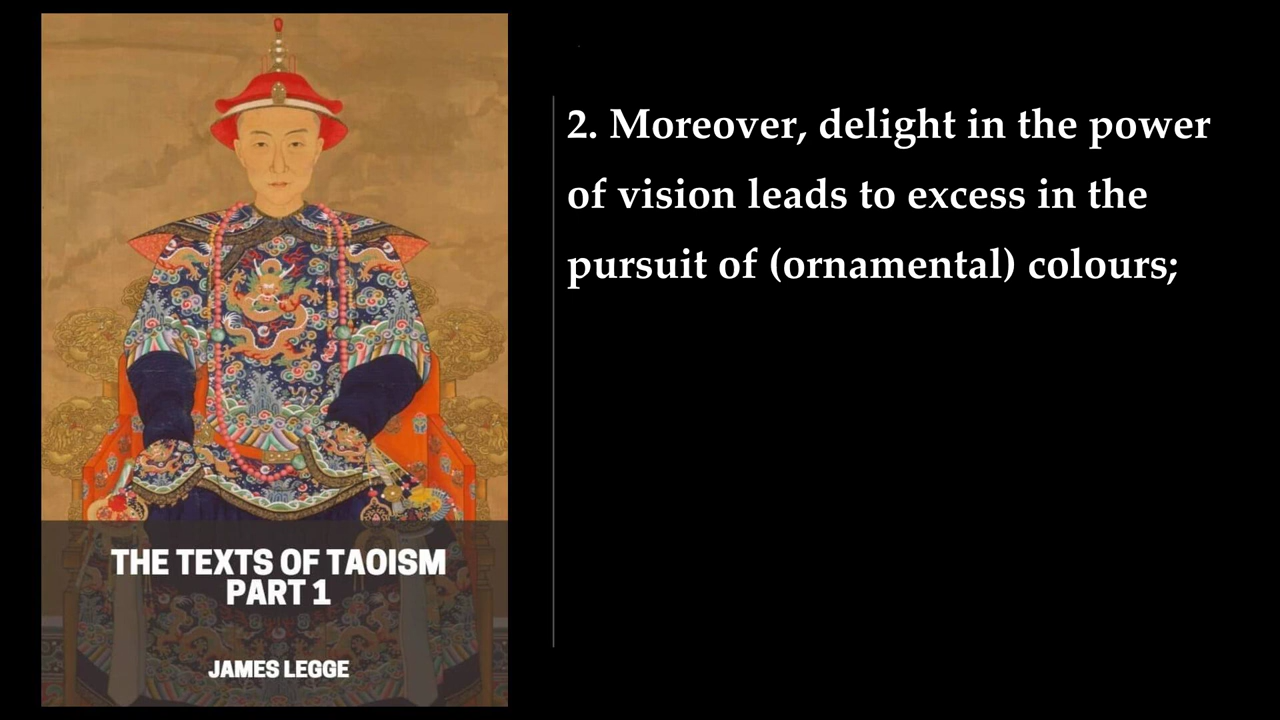 2. Moreover, delight in the power
of vision leads to excess in the
pursuit of (ornamental) colours;
THE TEXTS OF TAOISM
PART 1
JAMES LEGGE